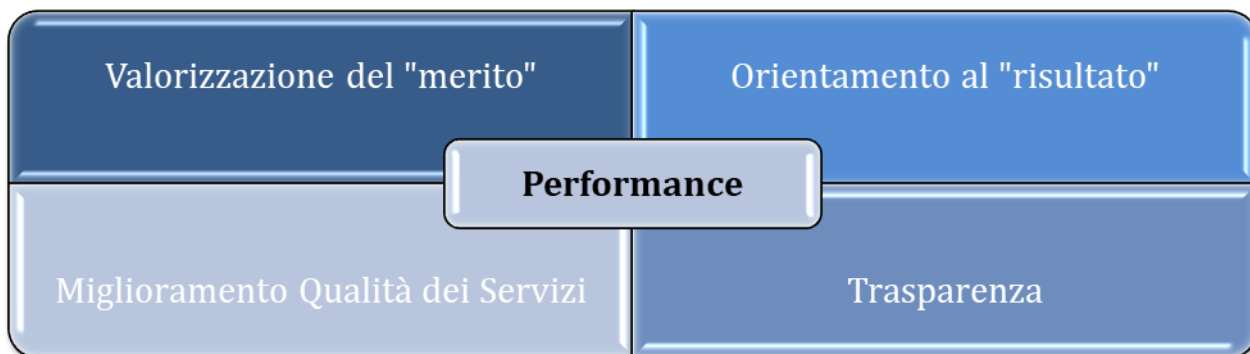 Valorizzazione del "merito"
Orientamento al "risultato"
Performance
Miglioramento Qualità dei Servizi
Trasparenza